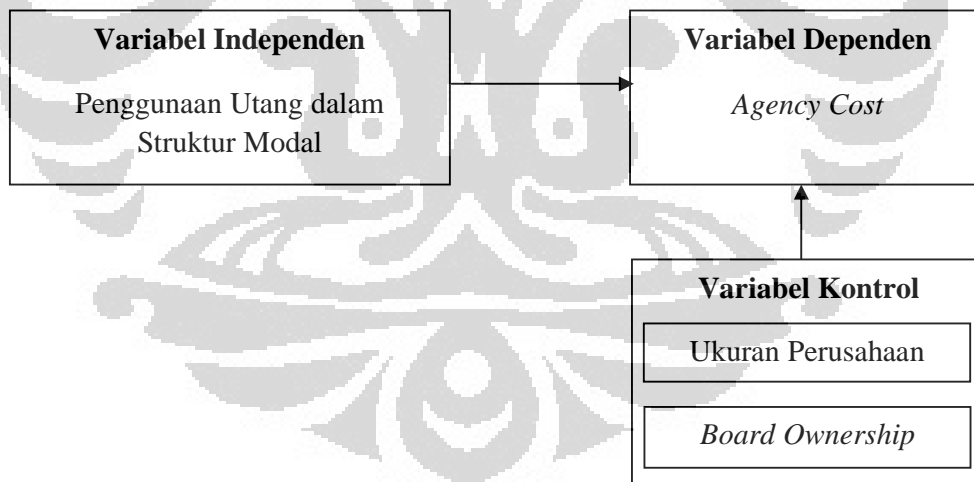 Variabel Independen
Penggunaan Utang dalam
Struktur Modal
Variabel Dependen
Agency Cost
Variabel Kontrol
Ukuran Perusahaan
Board Ownership